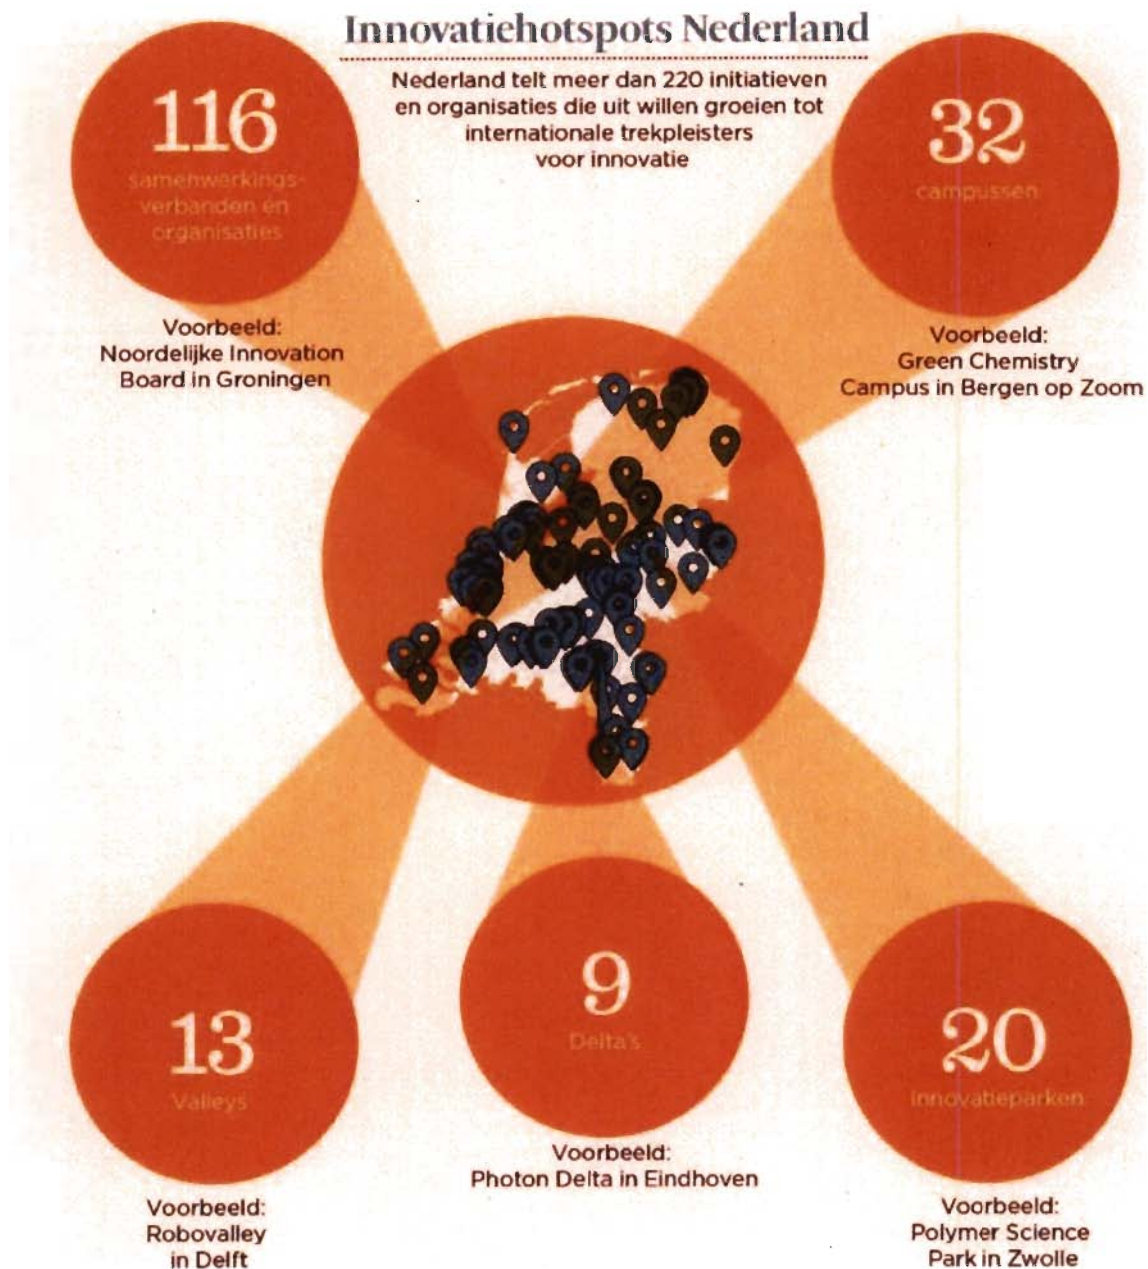 Innovatiehotspots Nederland
Nederland telt meer dan 220 initiatieven
en organisaties die uit willen groeien tot
internationale trekpleisters
voor innovatie
116
samenwerkings-
verbanden én
organisaties
Voorbeeld:
Noordelijke Innovation
Board in Groningen
32
campussen
Voorbeeld:
Green Chemistry
Campus in Bergen op Zoom
13
Valleys
Voorbeeld:
Robovalley
in Delft
9
Delta's
Voorbeeld:
Photon Delta in Eindhoven
20
innovatieparken
Voorbeeld:
Polymer Science
Park in Zwolle